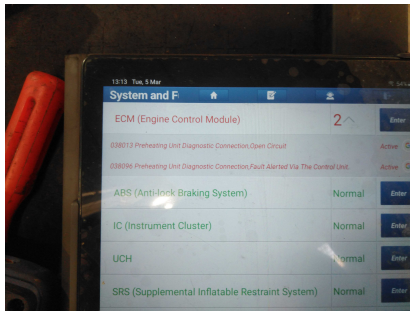 13:13 Tue, 5 Mar
System and F
ECM (Engine Control Module) 2 Enter
038013 Preheating Unit Diagnostic Connection,Open Circuit Active
038096 Preheating Unit Diagnostic Connection,Fault Alerted Via The Control Unit. Active
ABS (Anti-lock Braking System) Normal Enter
IC (Instrument Cluster) Normal Enter
UCH Normal Enter
SRS (Supplemental Inflatable Restraint System) Normal Enter